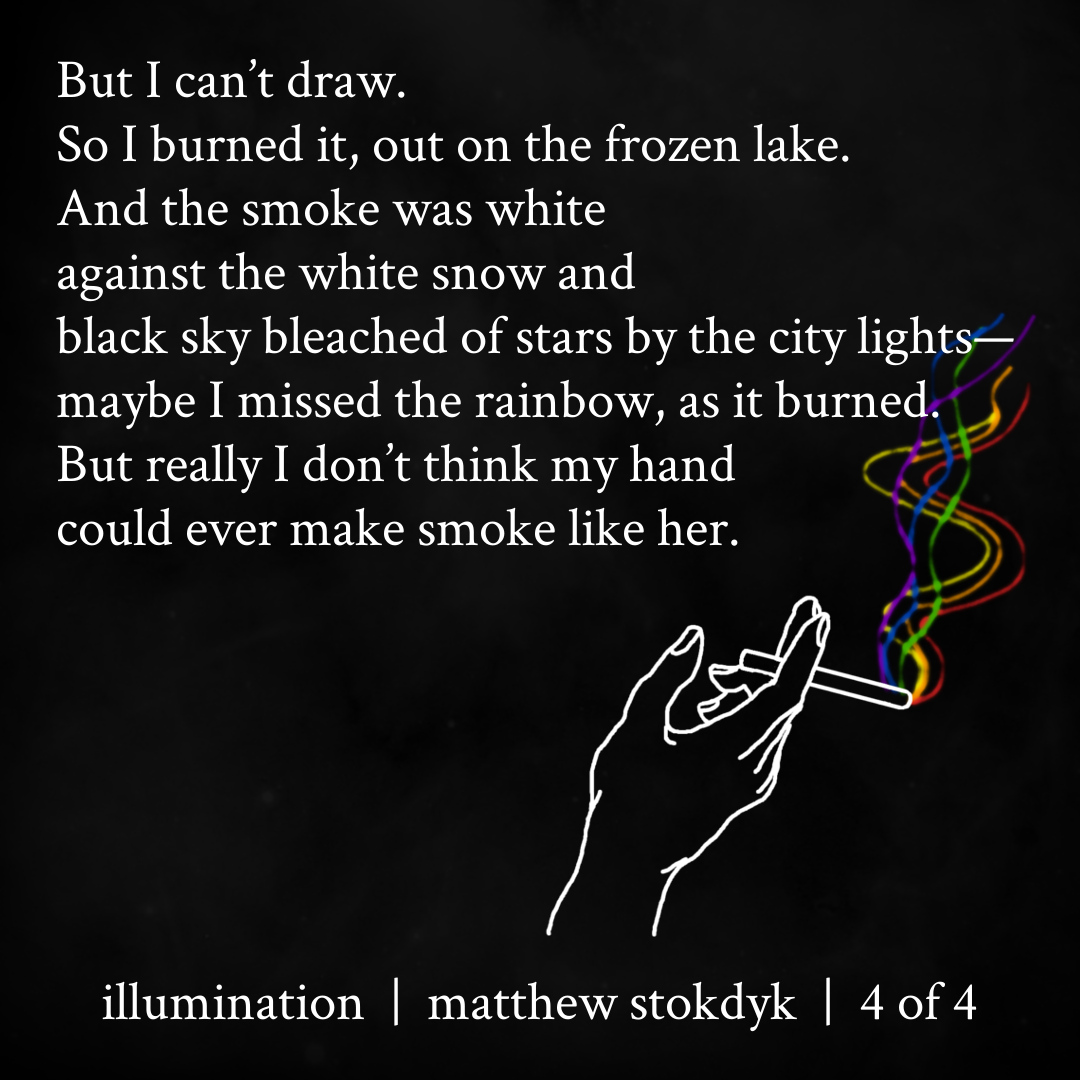 But I can’t draw.
So I burned it, out on the frozen lake.
And the smoke was white
against the white snow and
black sky bleached of stars by the city lights—
maybe I missed the rainbow, as it burned.
But really I don’t think my hand
could ever make smoke like her.
illumination | matthew stokdyk | 4 of 4